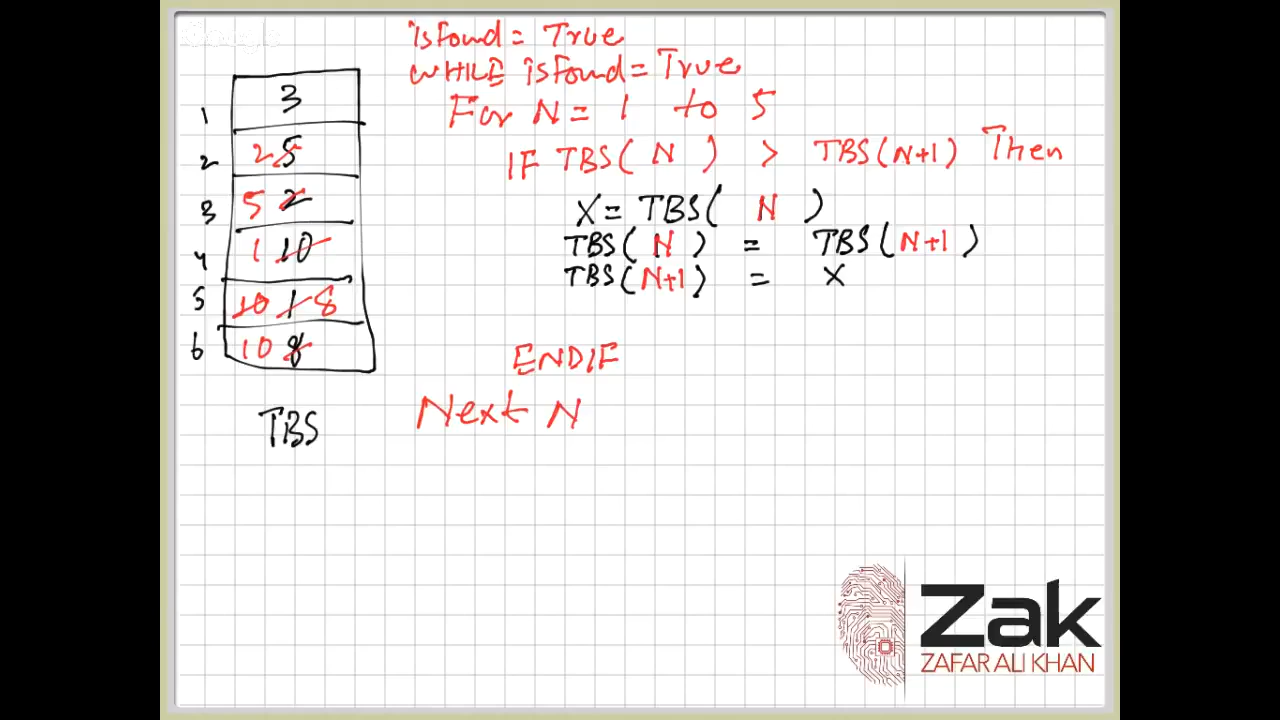 isFound = True
WHILE isFound = True
For N = 1 to 5
IF TBS( N ) > TBS(N+1) Then
X = TBS( N )
TBS( N ) = TBS( N+1 )
TBS( N+1 ) = X
ENDIF
Next N
1 3
2 2 5 5
3 5 2
4 1 10
5 10 1 8
6 10 8
TBS
Zak
ZAFAR ALI KHAN